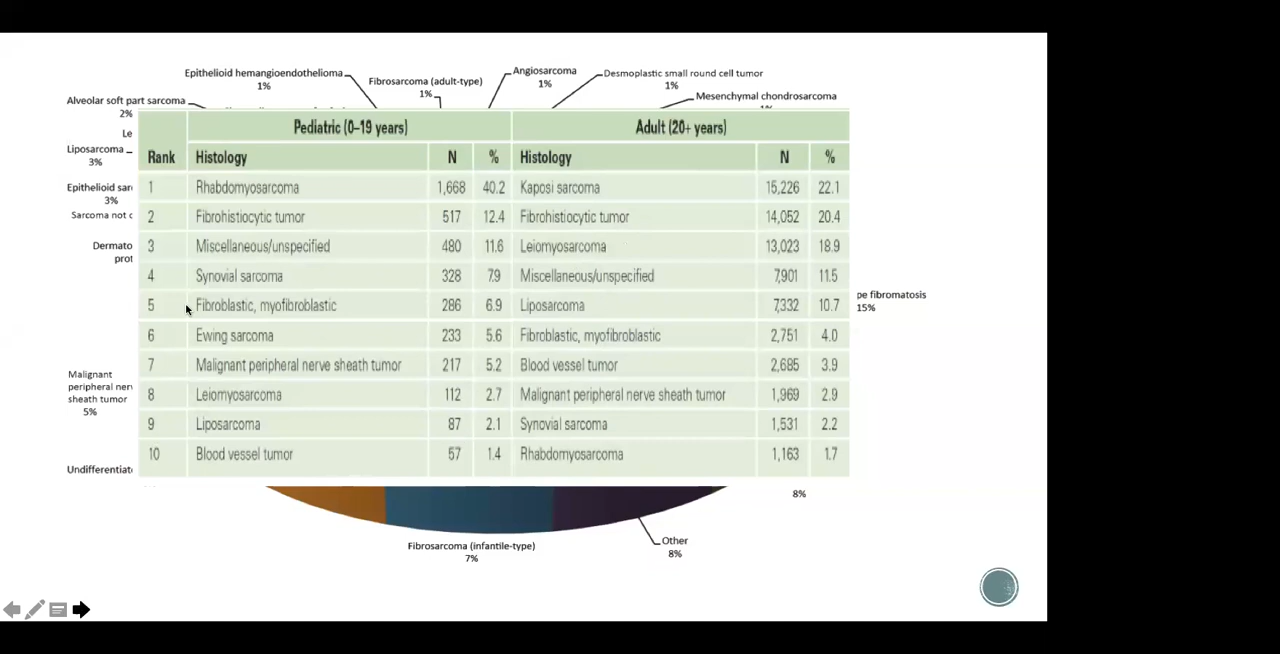 Epithelioid hemangioendothelioma
1%
Fibrosarcoma (adult-type)
1%
Angiosarcoma
1%
Desmoplastic small round cell tumor
1%
Mesenchymal chondrosarcoma
1%
Alveolar soft part sarcoma
2%
Le
Liposarcoma
3%
Epithelioid sar
3%
Sarcoma not
Dermato
prot
Malignant
peripheral ner
sheath tumor
5%
Undifferentiat
Pediatric (0–19 years) Adult (20+ years)
Rank Histology N % Histology N %
1 Rhabdomyosarcoma 1,668 40.2 Kaposi sarcoma 15,226 22.1
2 Fibrohistiocytic tumor 517 12.4 Fibrohistiocytic tumor 14,052 20.4
3 Miscellaneous/unspecified 480 11.6 Leiomyosarcoma 13,023 18.9
4 Synovial sarcoma 328 7.9 Miscellaneous/unspecified 7,901 11.5
5 Fibroblastic, myofibroblastic 286 6.9 Liposarcoma 7,332 10.7
6 Ewing sarcoma 233 5.6 Fibroblastic, myofibroblastic 2,751 4.0
7 Malignant peripheral nerve sheath tumor 217 5.2 Blood vessel tumor 2,685 3.9
8 Leiomyosarcoma 112 2.7 Malignant peripheral nerve sheath tumor 1,969 2.9
9 Liposarcoma 87 2.1 Synovial sarcoma 1,531 2.2
10 Blood vessel tumor 57 1.4 Rhabdomyosarcoma 1,163 1.7
pe fibromatosis
15%
8%
Fibrosarcoma (infantile-type)
7%
Other
8%